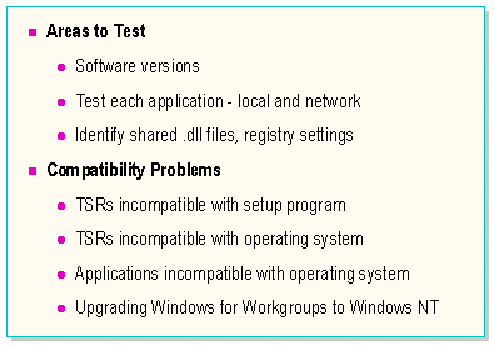 Areas to Test
Software versions
Test each application - local and network
Identify shared .dll files, registry settings
Compatibility Problems
TSRs incompatible with setup program
TSRs incompatible with operating system
Applications incompatible with operating system
Upgrading Windows for Workgroups to Windows NT